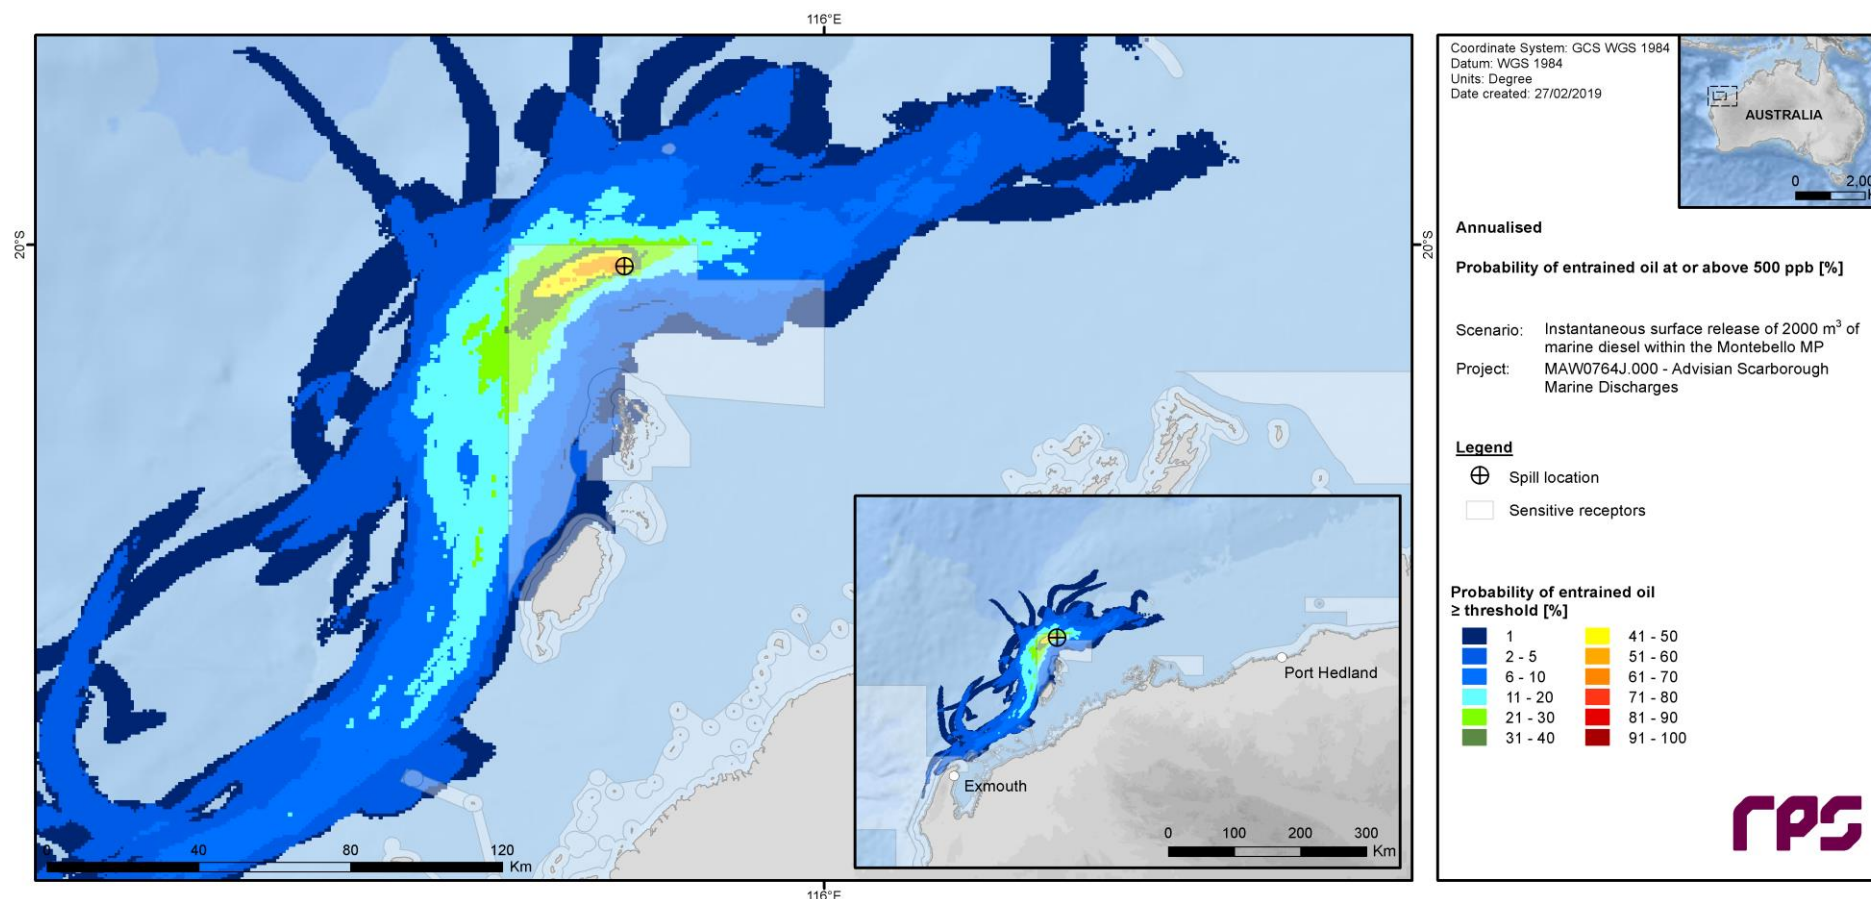 116°E
20°S
20°S
40
80
120
Km
116°E
Exmouth
Port Hedland
0
100
200
300
Km
Coordinate System: GCS WGS 1984
Datum: WGS 1984
Units: Degree
Date created: 27/02/2019
AUSTRALIA
0
Annualised
Probability of entrained oil at or above 500 ppb [%]
Scenario: Instantaneous surface release of 2000 m³ of
marine diesel within the Montebello MP
Project: MAW0764J.000 - Advisian Scarborough
Marine Discharges
Legend
Spill location
Sensitive receptors
Probability of entrained oil
≥ threshold [%]
1
2 - 5
6 - 10
11 - 20
21 - 30
31 - 40
41 - 50
51 - 60
61 - 70
71 - 80
81 - 90
91 - 100
rps